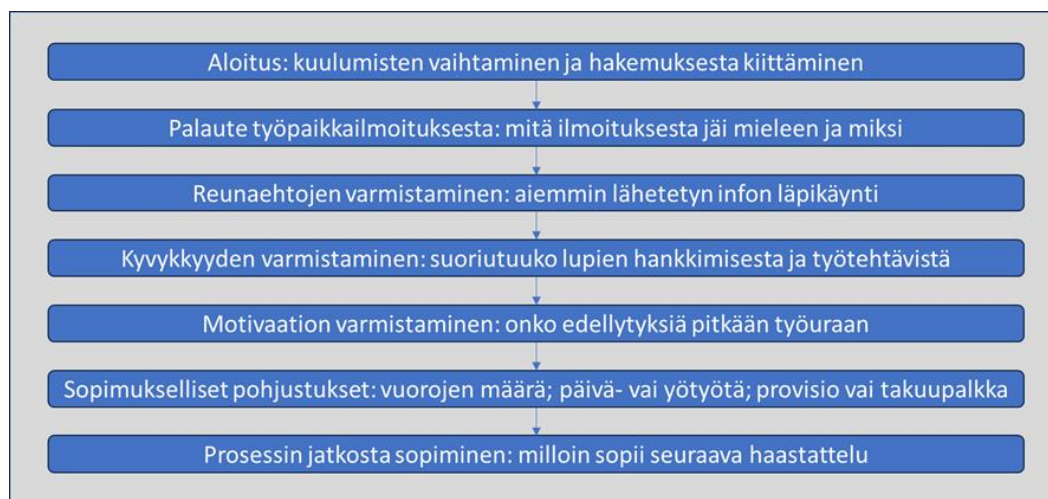 Aloitus: kuulumisten vaihtaminen ja hakemuksesta kiittäminen
Palaute työpaikkailmoituksesta: mitä ilmoituksesta jäi mieleen ja miksi
Reunaehtojen varmistaminen: aiemmin lähetetyn infon läpikäynti
Kyvykkyyden varmistaminen: suoriutuuko lupien hankkimisesta ja työtehtävistä
Motivaation varmistaminen: onko edellytyksiä pitkään työuraan
Sopimukselliset pohjustukset: vuorojen määrä; päivä- vai yötyötä; provisio vai takuupalkka
Prosessin jatkosta sopiminen: milloin sopii seuraava haastattelu